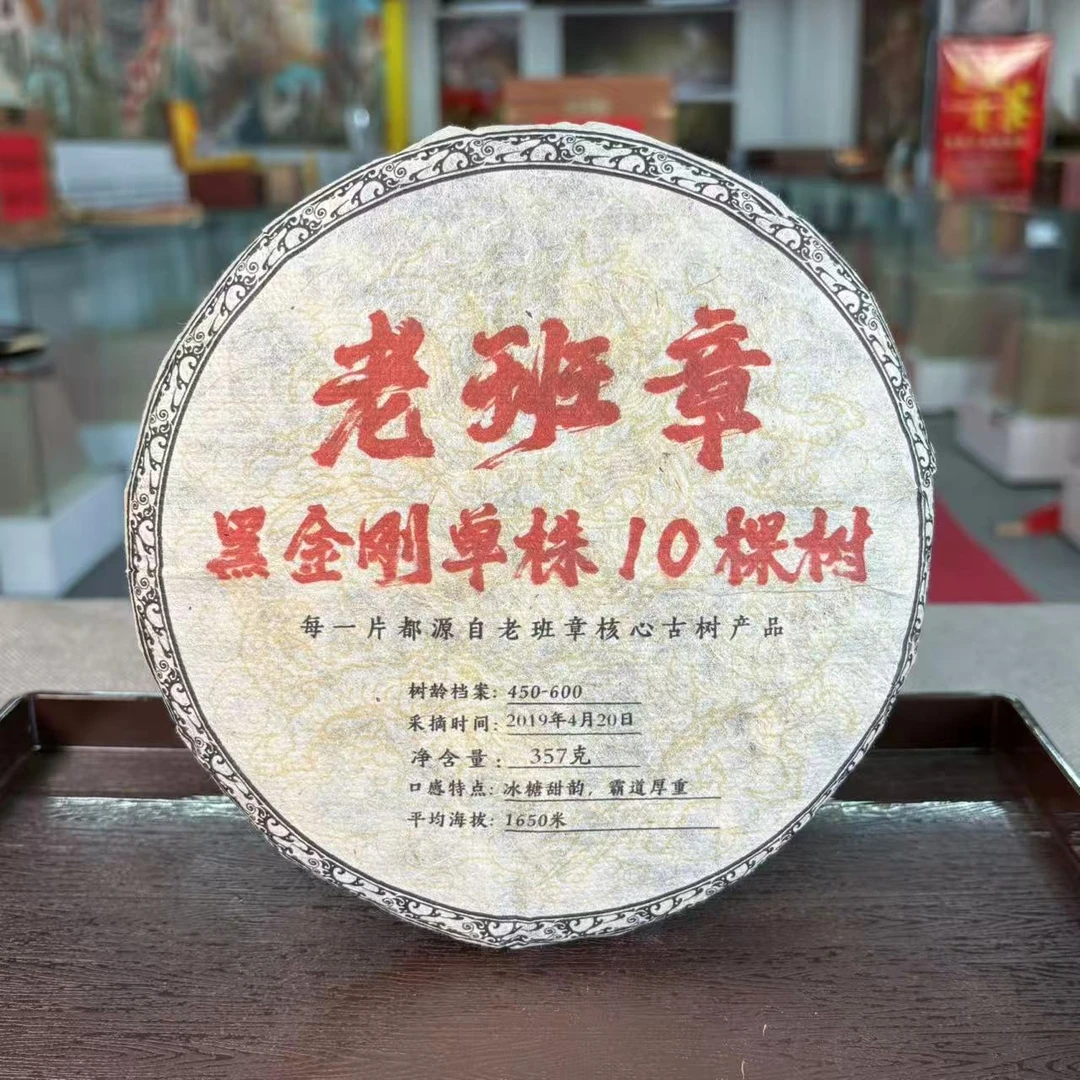 老班章
黑金刚单株10棵树
每一片都源自老班章核心古树产品
树龄档案: 450-600
采摘时间: 2019年4月20日
净含量: 357克
口感特点: 冰糖甜韵，霸道厚重
平均海拔: 1650米